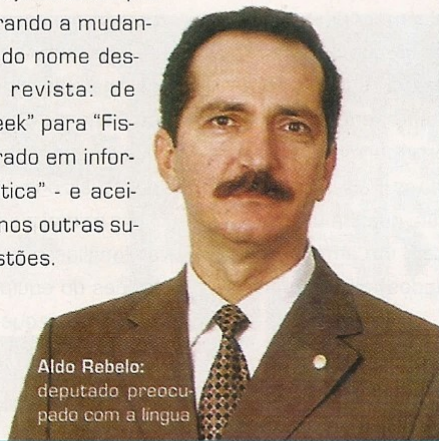 rando a mudan-
do nome des-
revista: de
eek" para "Fis-
rado em infor-
tica" - e acei-
nos outras su-
stões.
Aldo Rebelo:
deputado preocu-
pado com a língua